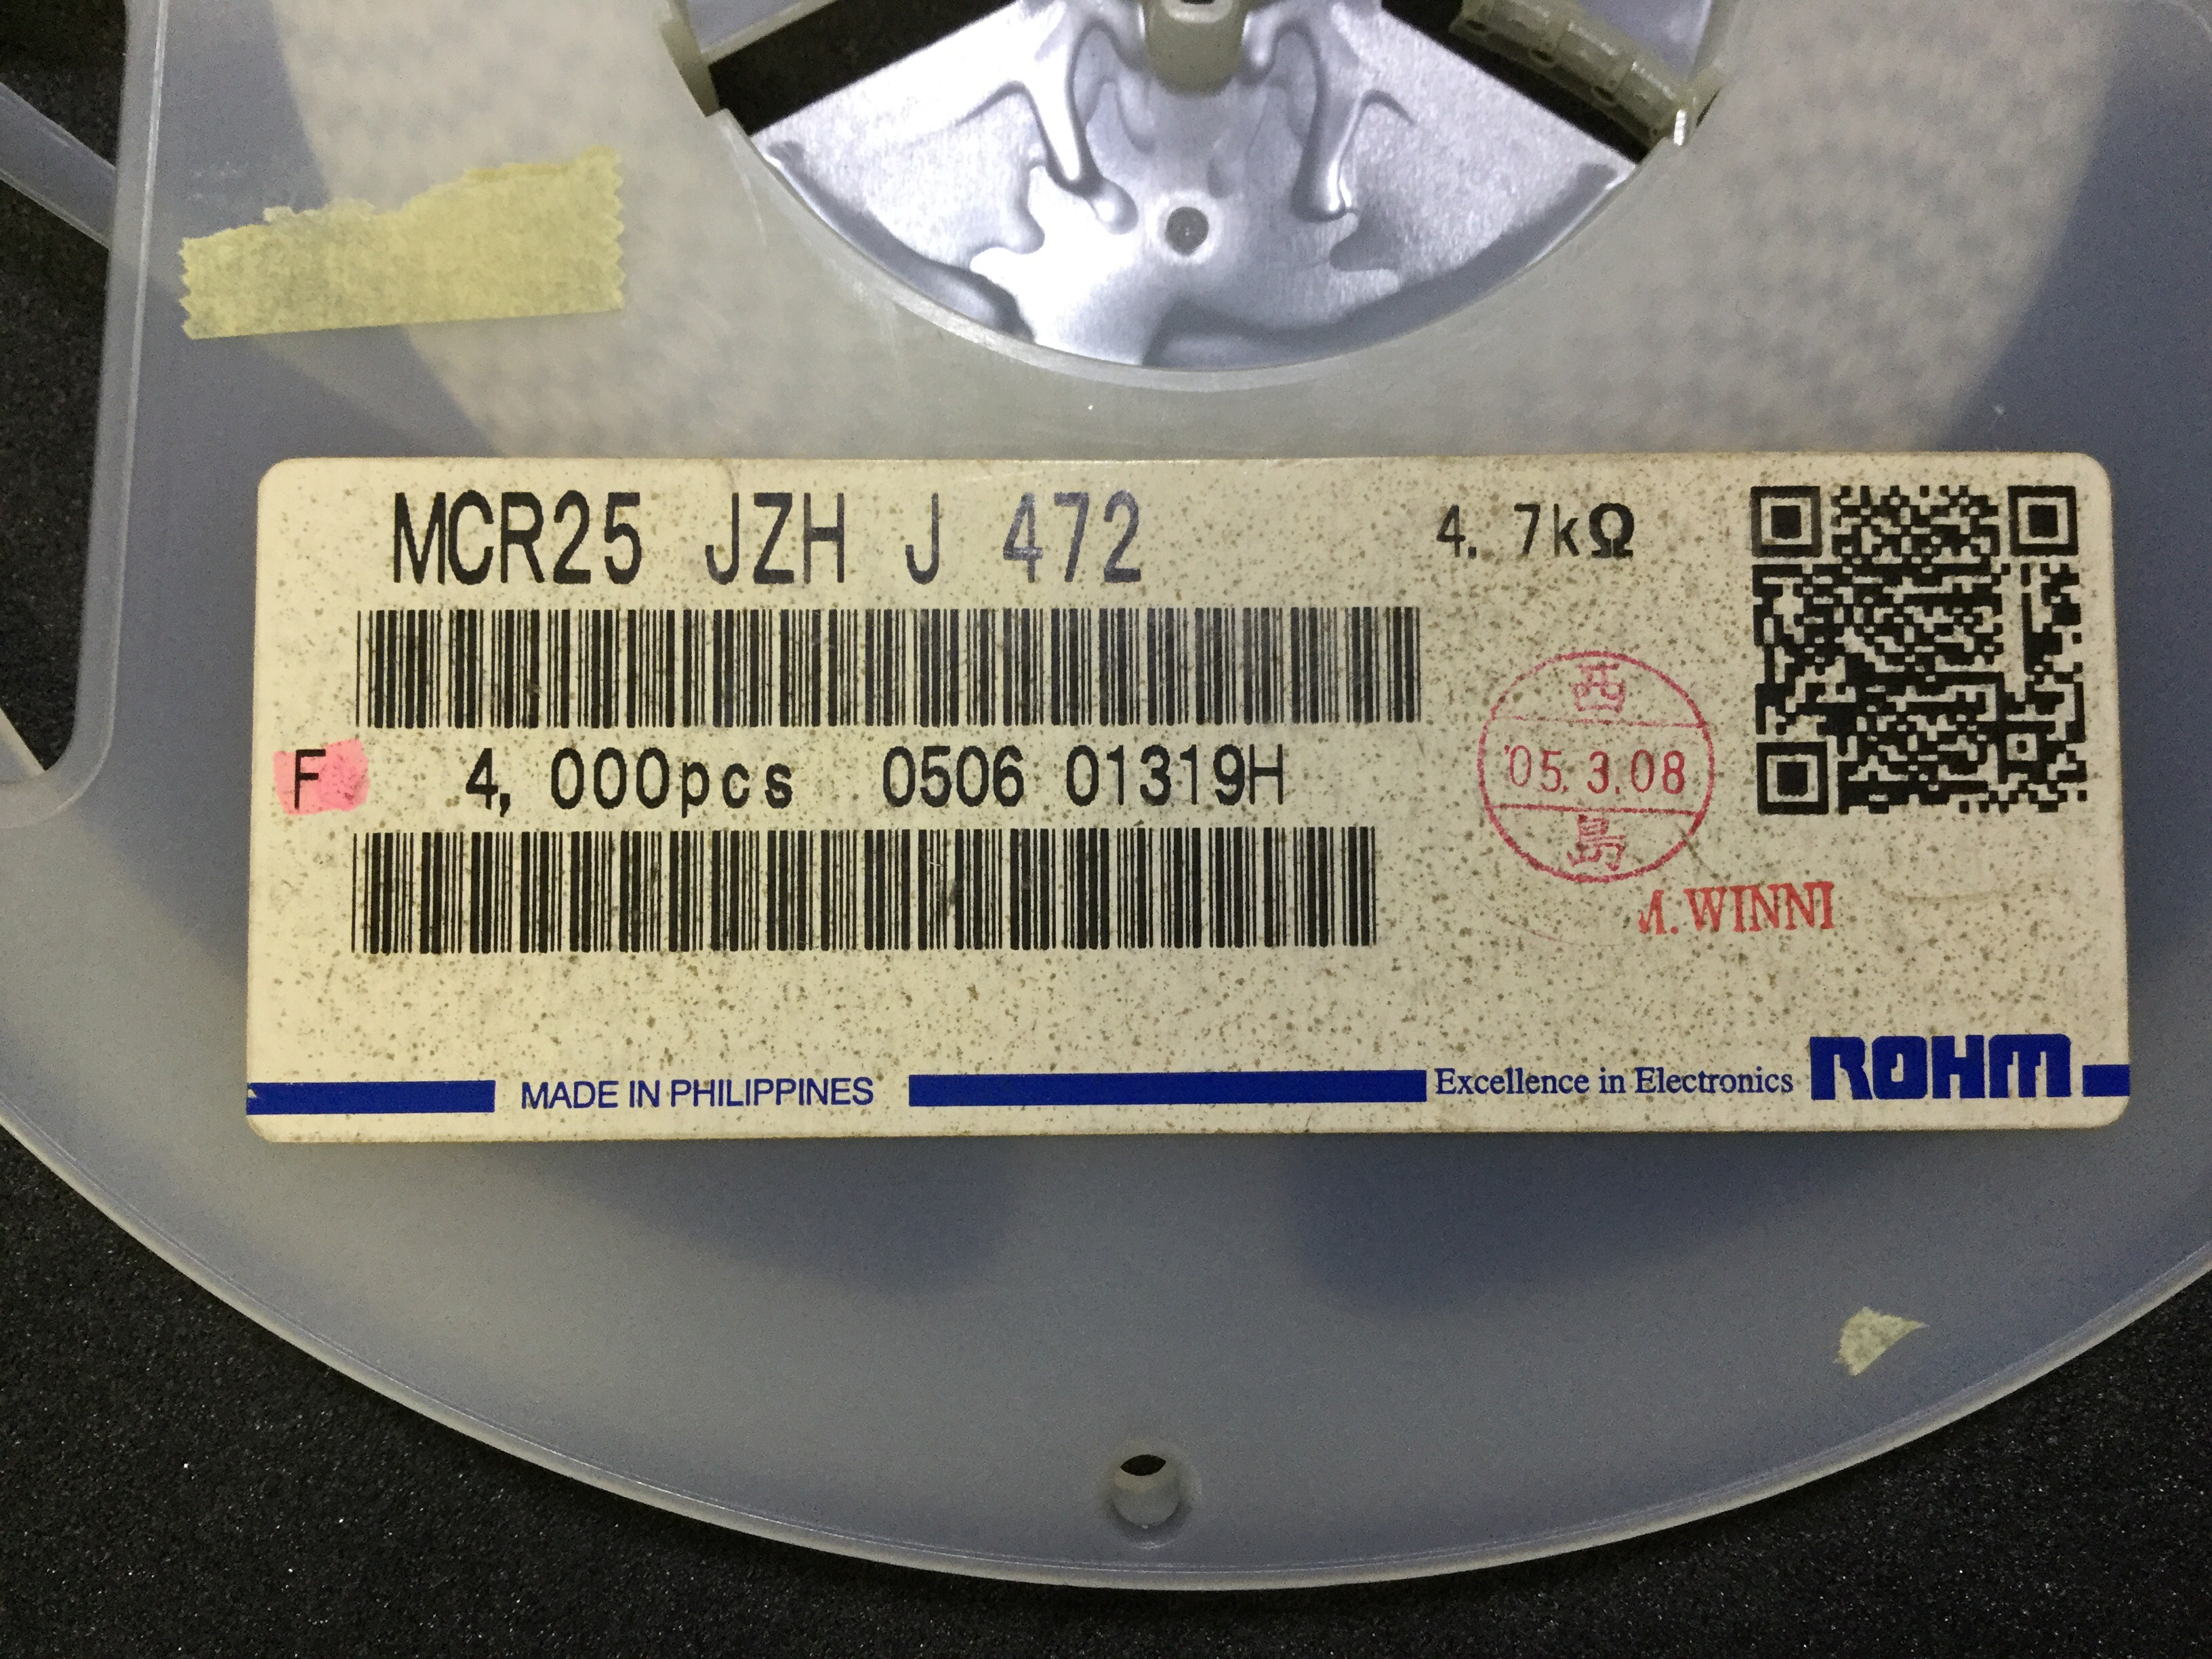 MCR25 JZH J 472 4.7kΩ
F 4,000pcs 0506 01319H
西
'05.3.08
島
M.WINNI
MADE IN PHILIPPINES Excellence in Electronics ROHM